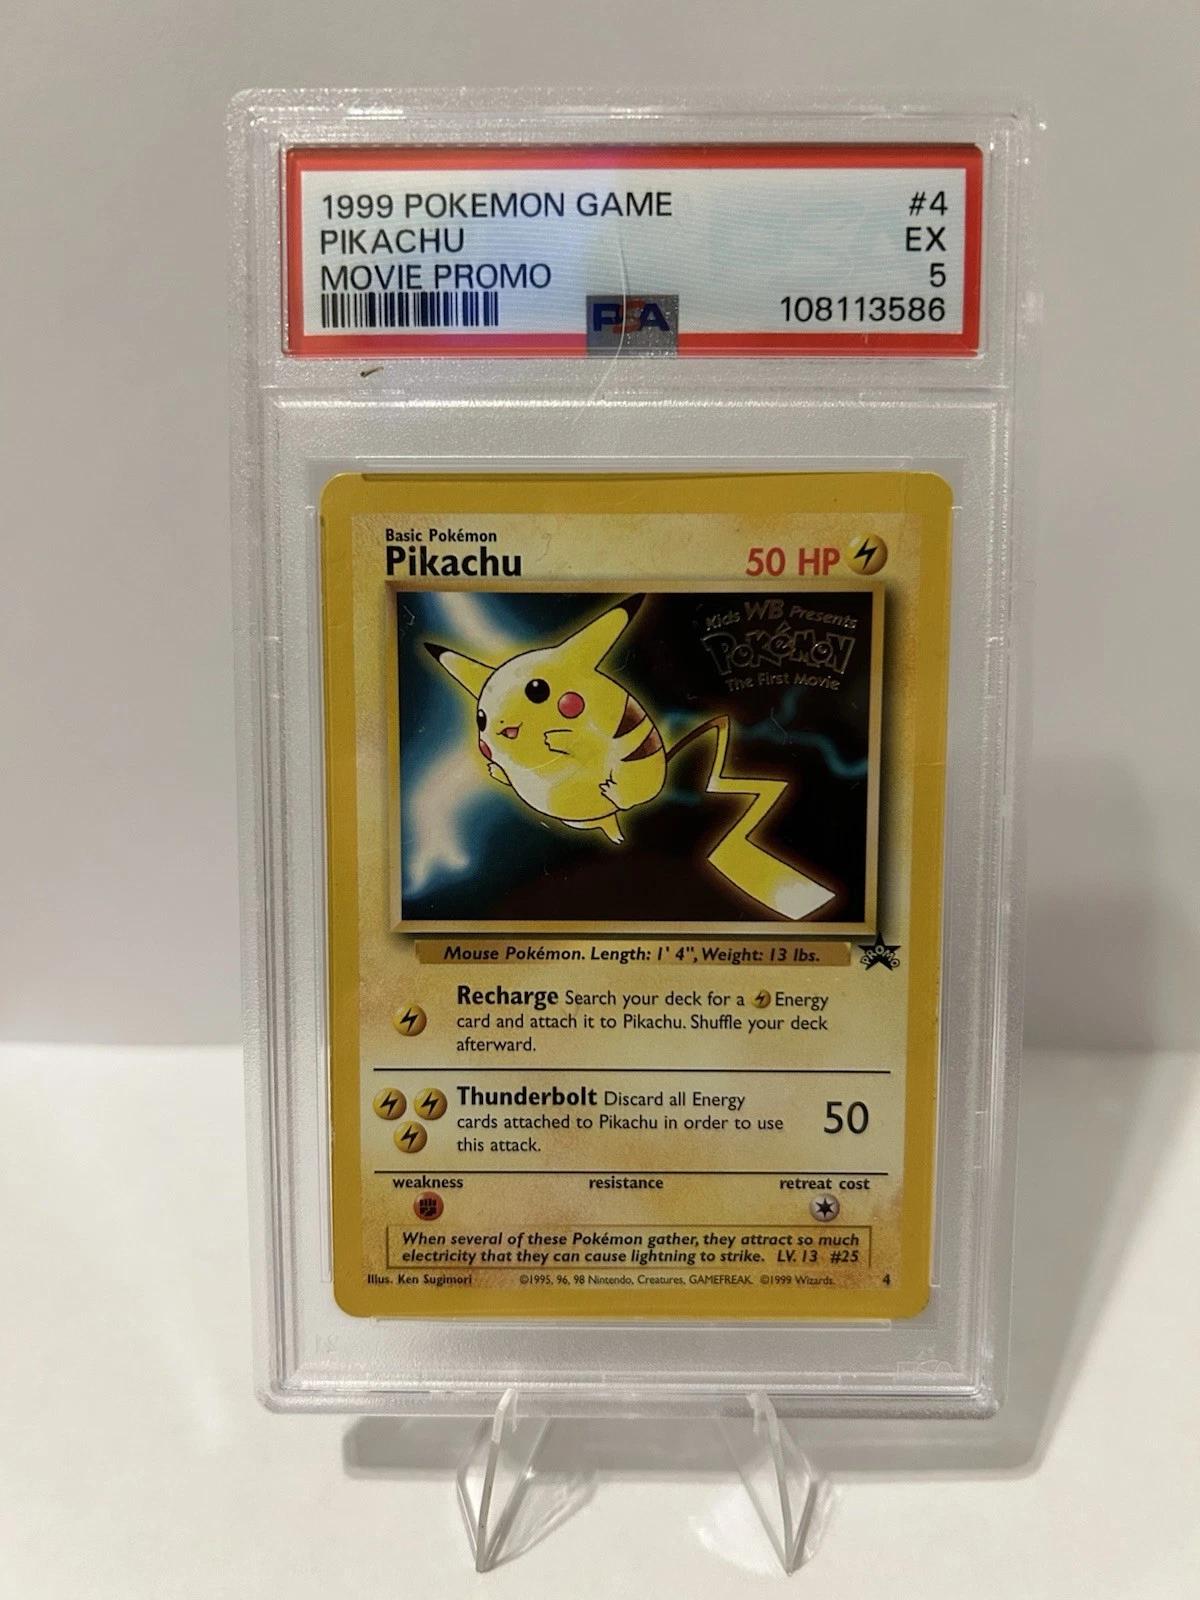 1999 POKEMON GAME #4
PIKACHU EX
MOVIE PROMO 5
PSA 108113586
Basic Pokémon
Pikachu 50 HP
Kids WB Presents
POKéMON
The First Movie
Mouse Pokémon. Length: 1' 4", Weight: 13 lbs.
PROMO
Recharge Search your deck for a Energy
card and attach it to Pikachu. Shuffle your deck
afterward.
Thunderbolt Discard all Energy
cards attached to Pikachu in order to use
this attack.
50
weakness resistance retreat cost
When several of these Pokémon gather, they attract so much
electricity that they can cause lightning to strike. LV. 13 #25
Illus. Ken Sugimori ©1995, 96, 98 Nintendo, Creatures, GAMEFREAK. ©1999 Wizards. 4
PSA